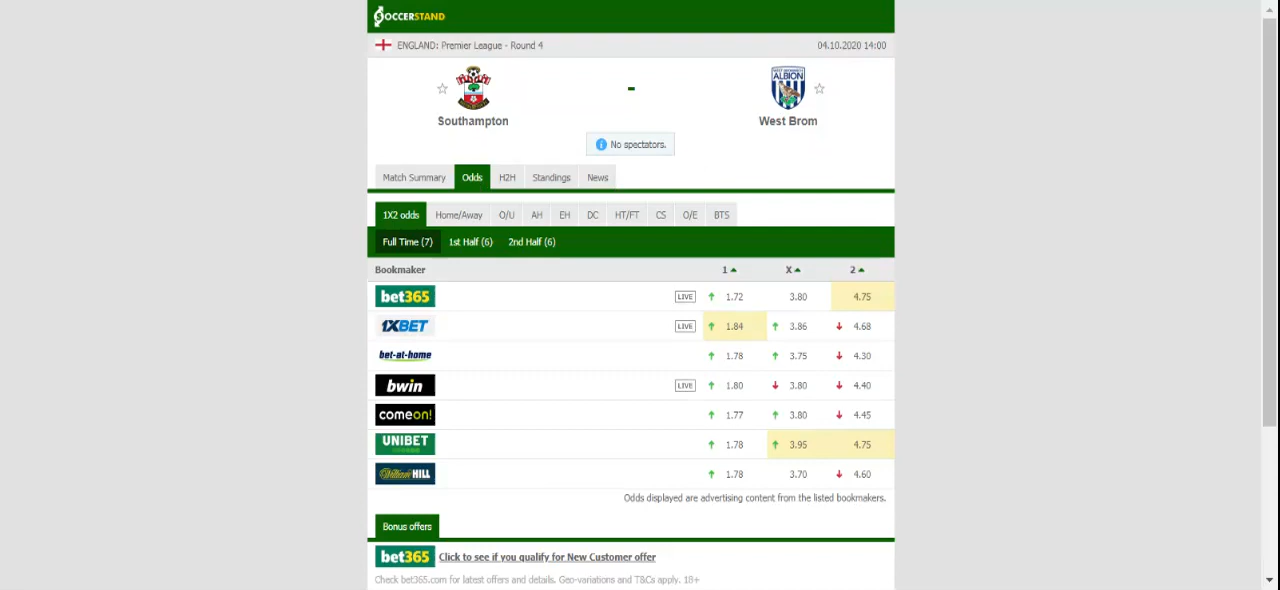 SOCCERSTAND
ENGLAND: Premier League - Round 4 04.10.2020 14:00
WEST BROMWICH
ALBION
-
Southampton West Brom
No spectators.
Match Summary Odds H2H Standings News
1X2 odds Home/Away O/U AH EH DC HT/FT CS O/E BTS
Full Time (7) 1st Half (6) 2nd Half (6)
Bookmaker 1 X 2
bet365 LIVE 1.72 3.80 4.75
1XBET LIVE 1.84 3.86 4.68
bet-at-home 1.78 3.75 4.30
bwin LIVE 1.80 3.80 4.40
comeon! 1.77 3.80 4.45
UNIBET 1.78 3.95 4.75
William HILL 1.78 3.70 4.60
Odds displayed are advertising content from the listed bookmakers.
Bonus offers
bet365 Click to see if you qualify for New Customer offer
Check bet365.com for latest offers and details. Geo-variations and T&Cs apply. 18+